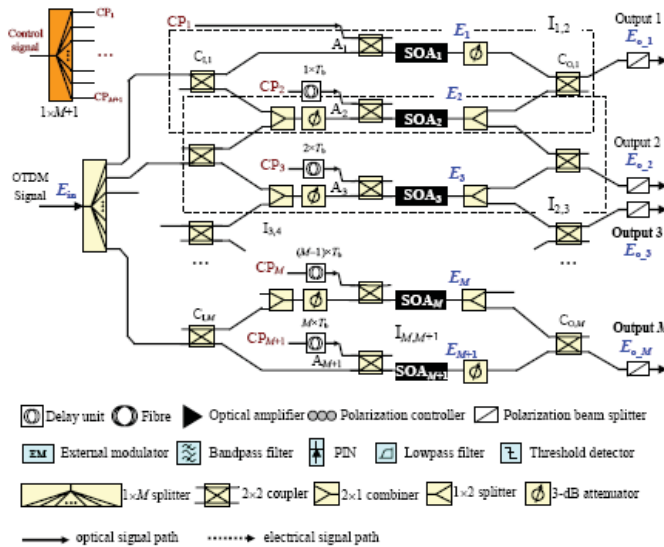 CP1
Control signal
CPM+1
1×M+1
CP1
A1
SOA1
E1
ϕ
I1,2
Output 1
Eo_1
CI,1
CO,1
1×Tb
CP2
ϕ
A2
SOA2
E2
OTDM Signal
Ein
2×Tb
CP3
ϕ
A3
SOA3
E3
Output 2
Eo_2
I2,3
I3,4
Output 3
Eo_3
(M−1)×Tb
CPM
ϕ
SOAM
EM
CI,M
CO,M
M×Tb
CPM+1
AM+1
IM,M+1
SOAM+1
EM+1
ϕ
Output M
Eo_M
Delay unit
Fibre
Optical amplifier
Polarization controller
Polarization beam splitter
EM External modulator
Bandpass filter
PIN
Lowpass filter
Threshold detector
1×M splitter
2×2 coupler
2×1 combiner
1×2 splitter
ϕ 3-dB attenuator
optical signal path
electrical signal path